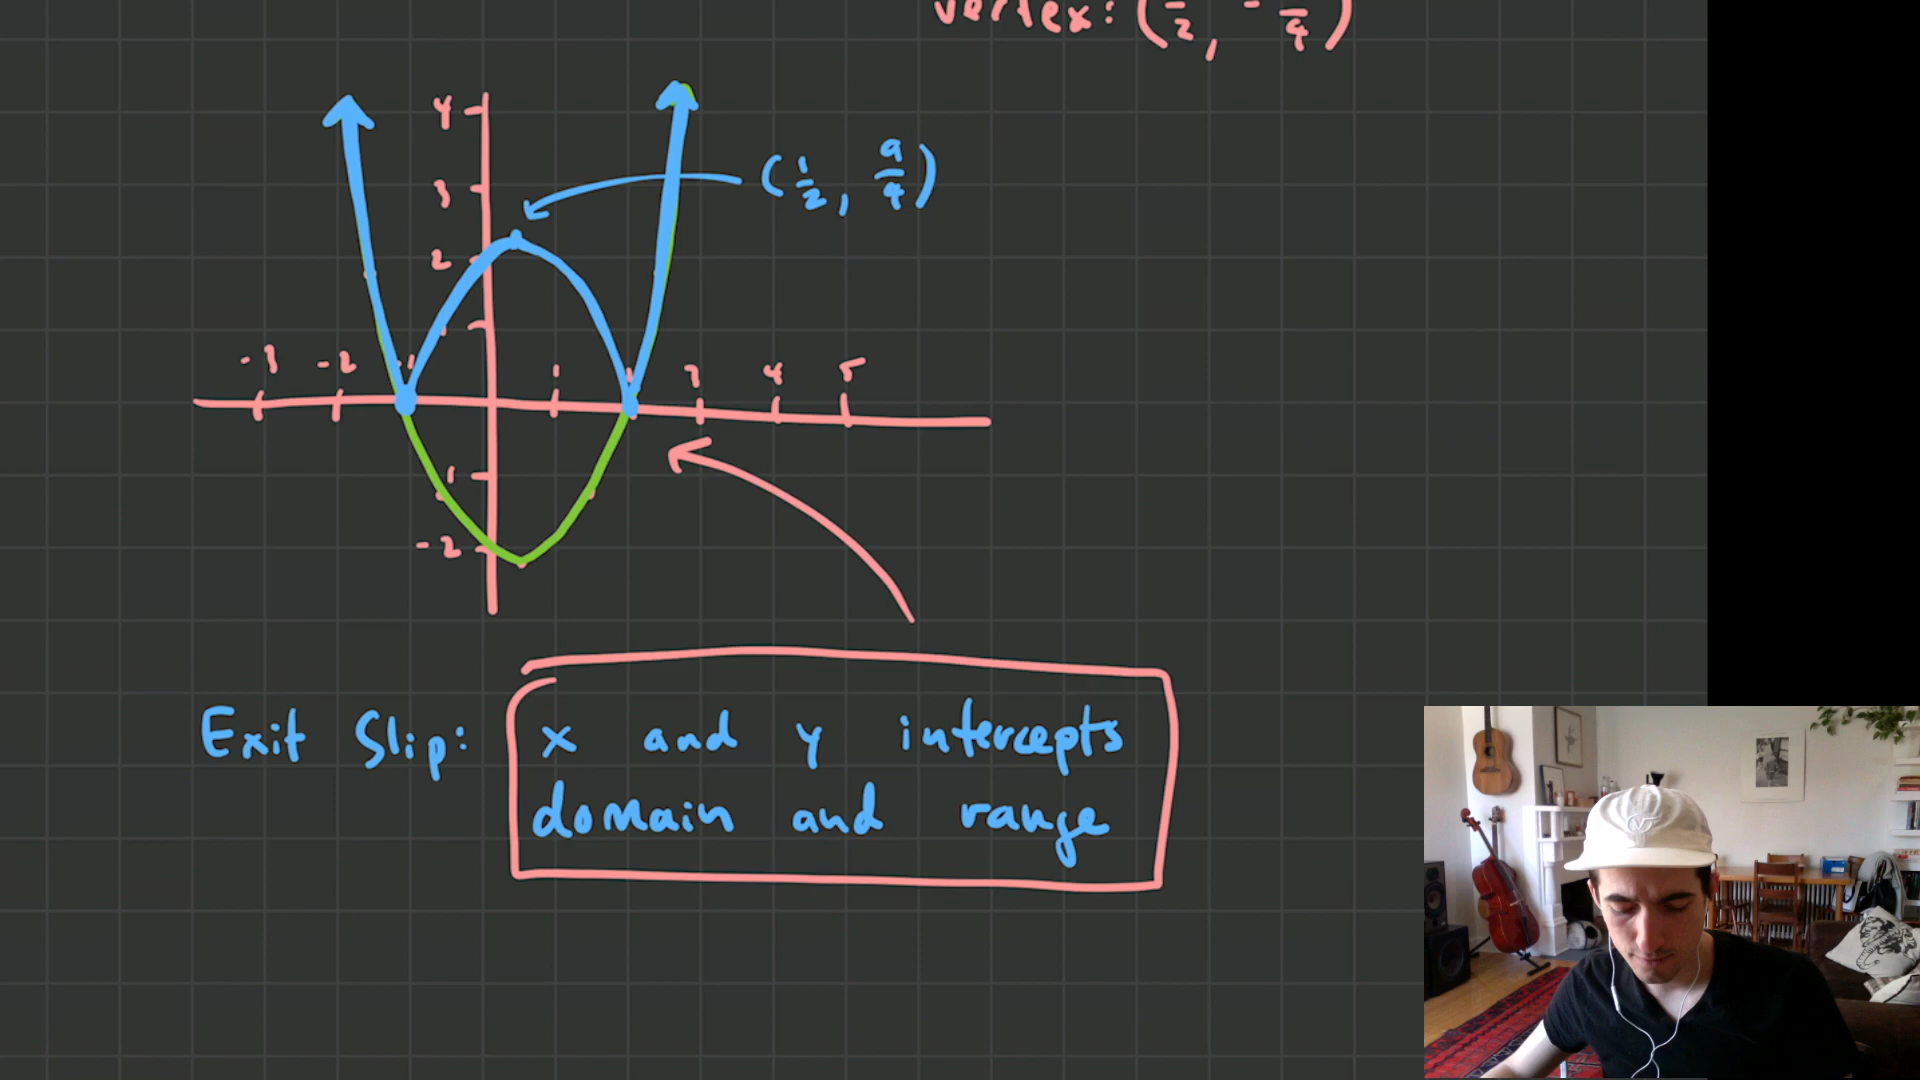 vertex: (1/2, -9/4)
4
3
2
(1/2, 9/4)
-3 -2 -1 1 3 4 5
1
-2
Exit Slip: x and y intercepts
domain and range